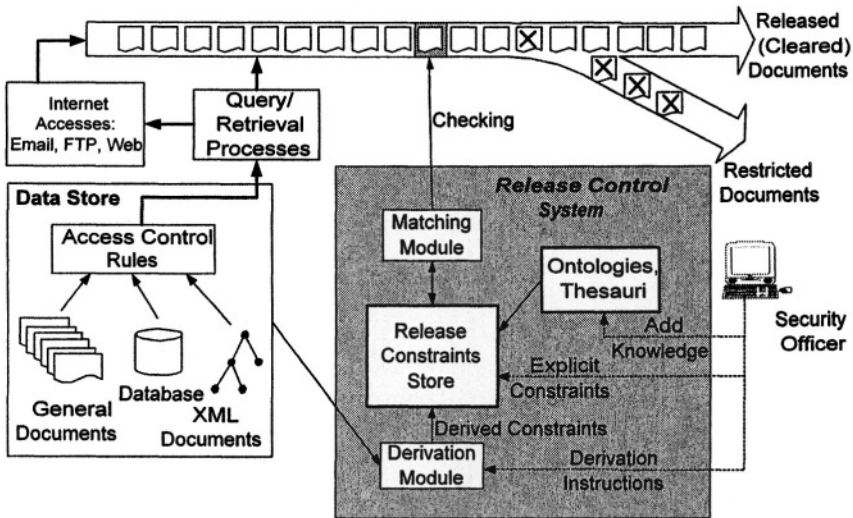 Released
(Cleared)
Documents
Internet
Accesses:
Email, FTP, Web
Query/
Retrieval
Processes
Checking
Restricted
Documents
Data Store
Access Control
Rules
General
Documents
Database
XML
Documents
Release Control
System
Matching
Module
Ontologies,
Thesauri
Release
Constraints
Store
Add
Knowledge
Explicit
Constraints
Derived Constraints
Derivation
Module
Derivation
Instructions
Security
Officer